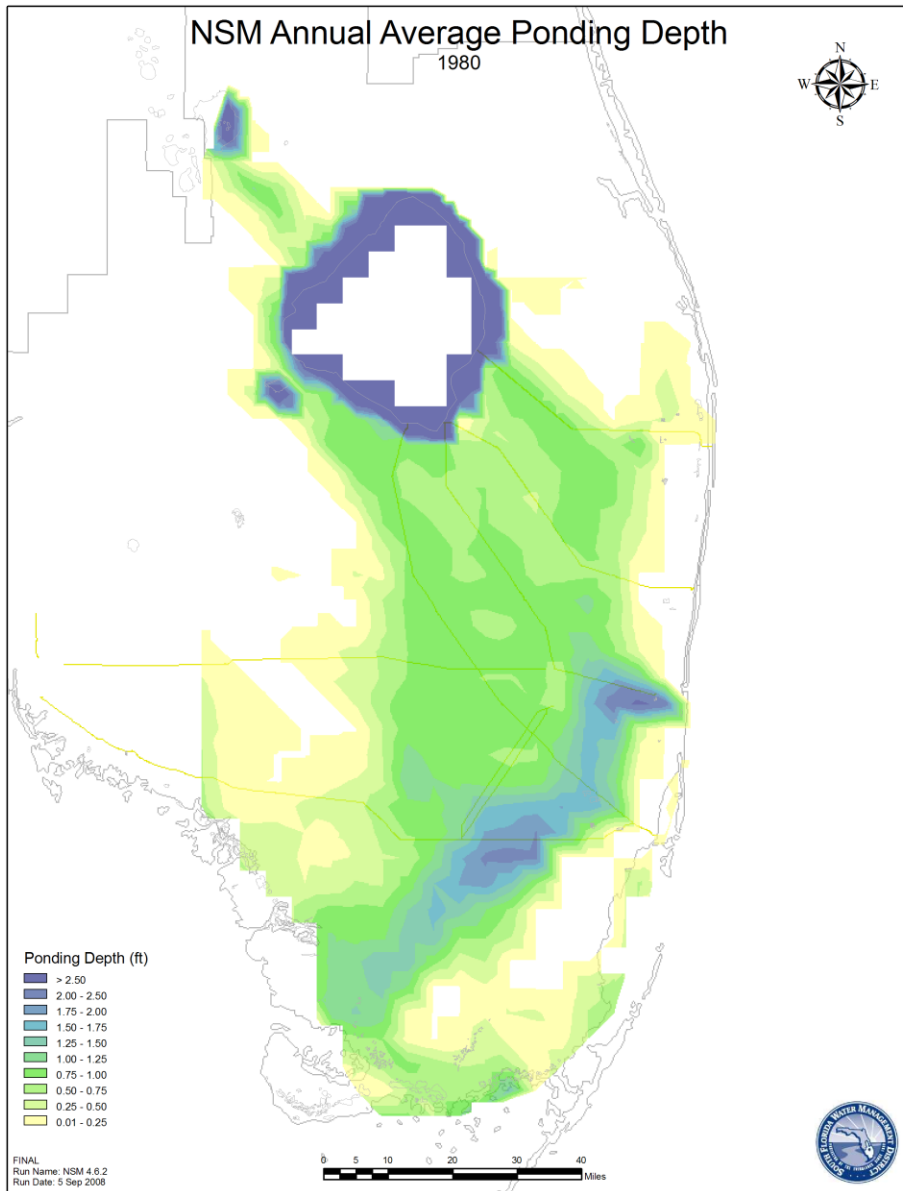 NSM Annual Average Ponding Depth
1980
N
W E
S
Ponding Depth (ft)
> 2.50
2.00 - 2.50
1.75 - 2.00
1.50 - 1.75
1.25 - 1.50
1.00 - 1.25
0.75 - 1.00
0.50 - 0.75
0.25 - 0.50
0.01 - 0.25
FINAL
Run Name: NSM 4.6.2
Run Date: 5 Sep 2008
0 5 10 20 30 40
Miles
SOUTH FLORIDA WATER MANAGEMENT DISTRICT